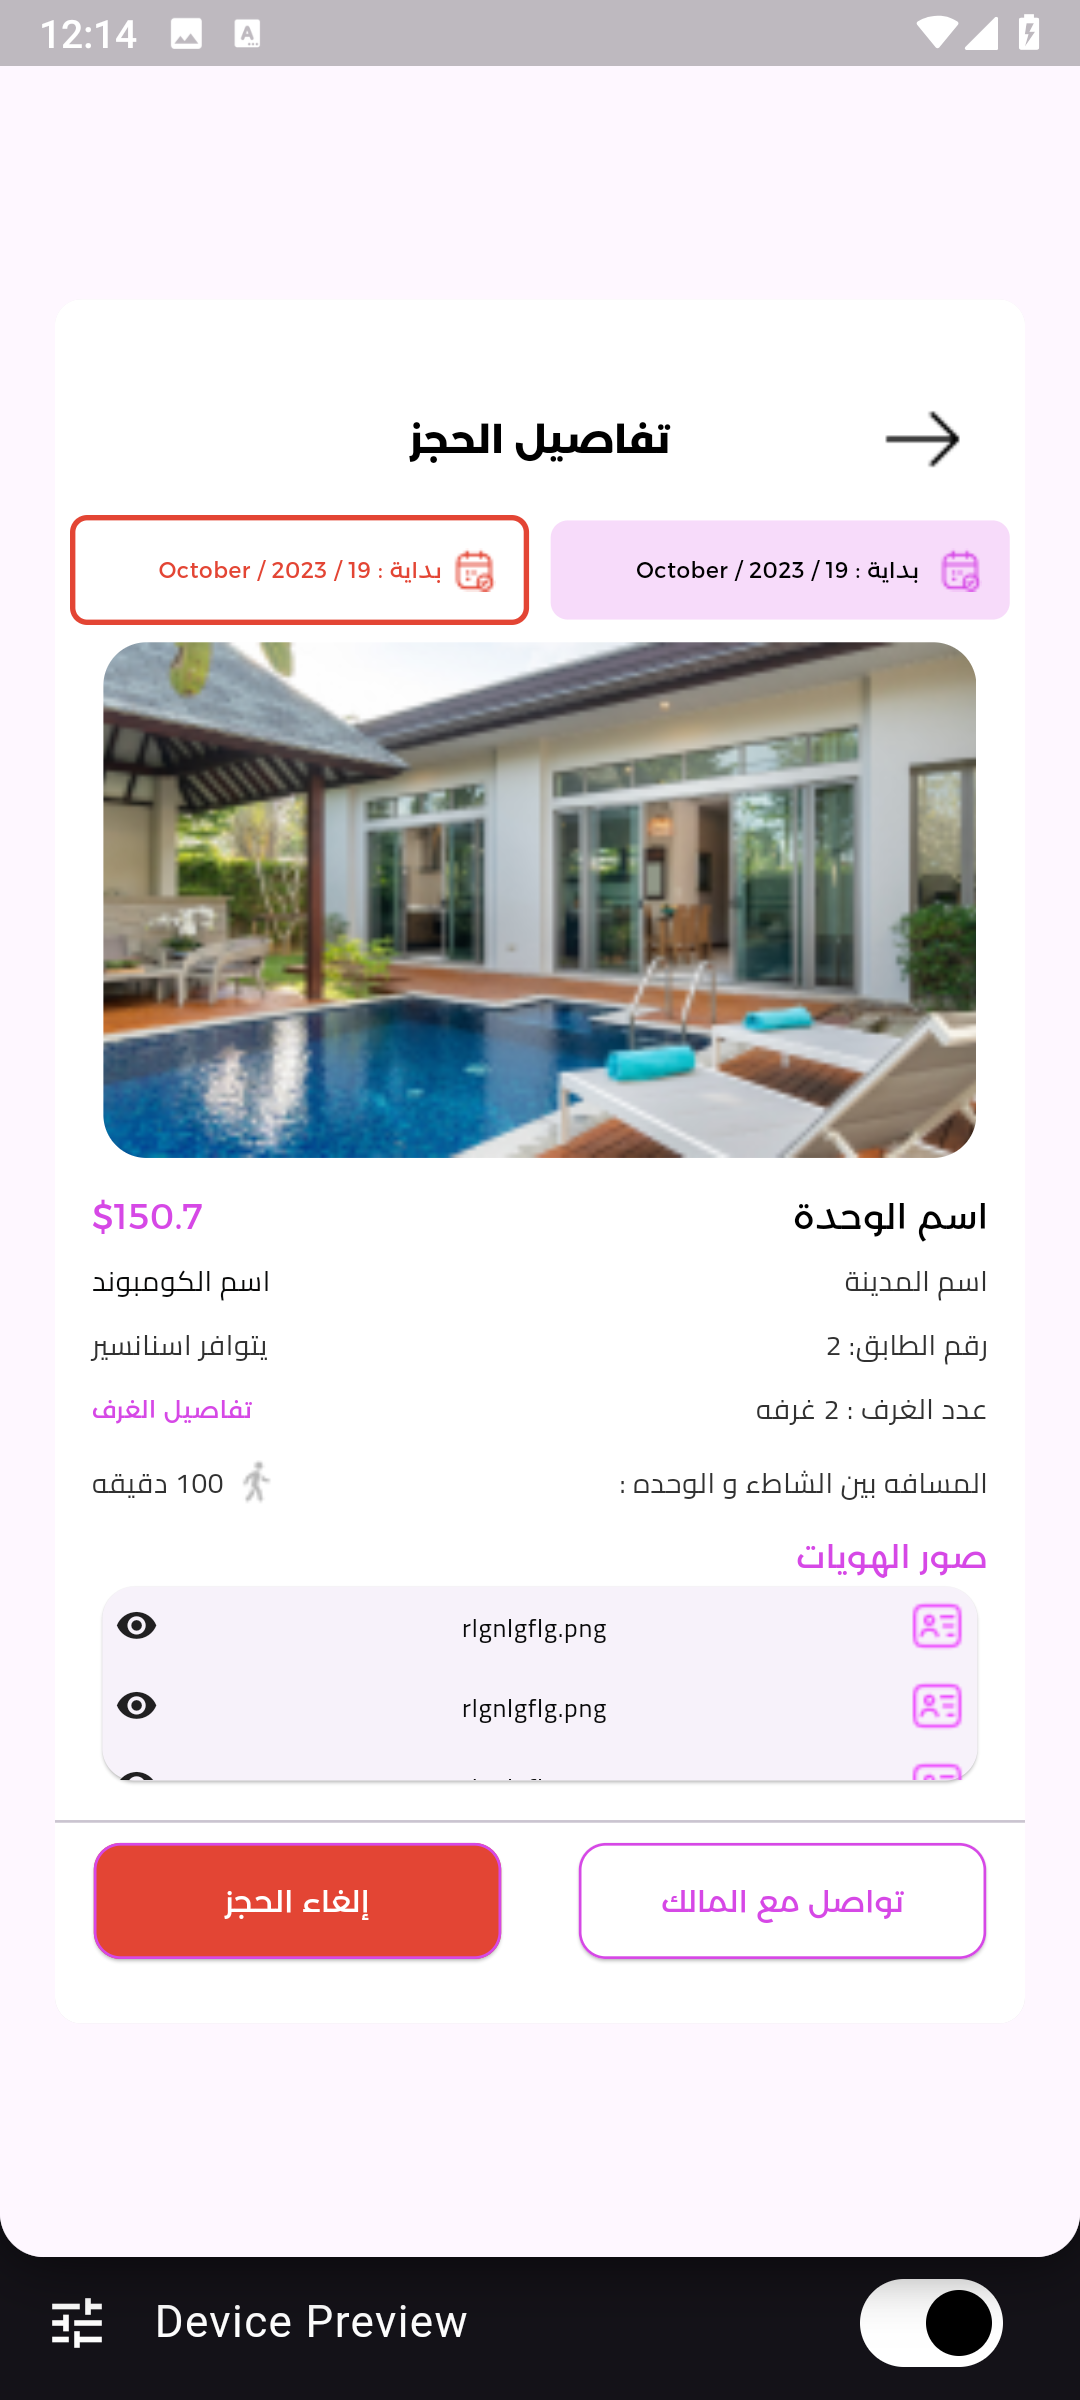 12:14
تفاصيل الحجز
بداية : 19 / October / 2023
بداية : 19 / October / 2023
اسم الوحدة
$150.7
اسم المدينة
اسم الكومبوند
رقم الطابق: 2
يتوافر اسنانسير
عدد الغرف : 2 غرفه
تفاصيل الغرف
المسافه بين الشاطء و الوحده :
100 دقيقه
صور الهويات
rlgnlgflg.png
rlgnlgflg.png
تواصل مع المالك
إلغاء الحجز
Device Preview